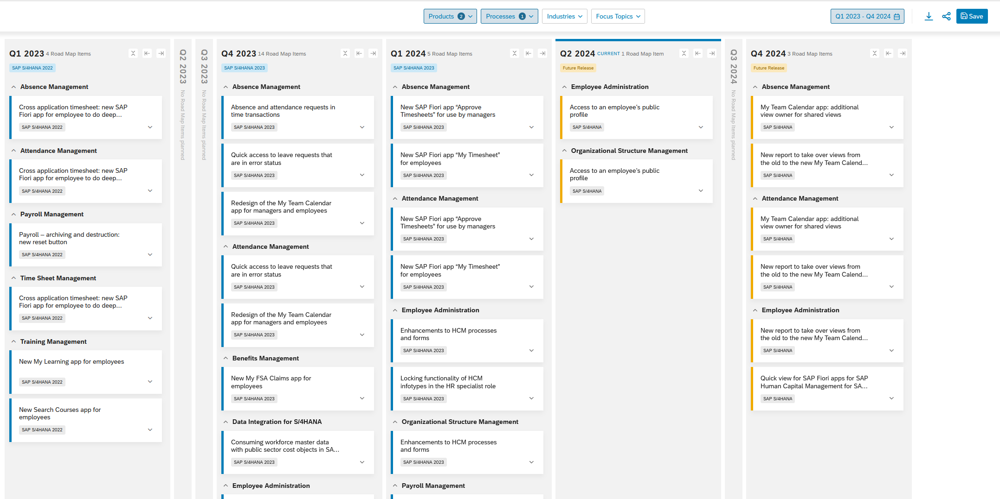 Products 2
Processes 1
Industries
Focus Topics
Q1 2023 - Q4 2024
Save
Q1 2023 4 Road Map Items
SAP S/4HANA 2022
Absence Management
Cross application timesheet: new SAP
Fiori app for employee to do deep...
SAP S/4HANA 2022
Attendance Management
Cross application timesheet: new SAP
Fiori app for employee to do deep...
SAP S/4HANA 2022
Payroll Management
Payroll – archiving and destruction:
new reset button
SAP S/4HANA 2022
Time Sheet Management
Cross application timesheet: new SAP
Fiori app for employee to do deep...
SAP S/4HANA 2022
Training Management
New My Learning app for employees
SAP S/4HANA 2022
New Search Courses app for
employees
SAP S/4HANA 2022
Q2 2023 No Road Map Items planned
Q3 2023 No Road Map Items planned
Q4 2023 14 Road Map Items
SAP S/4HANA 2023
Absence Management
Absence and attendance requests in
time transactions
SAP S/4HANA 2023
Quick access to leave requests that
are in error status
SAP S/4HANA 2023
Redesign of the My Team Calendar
app for managers and employees
SAP S/4HANA 2023
Attendance Management
Quick access to leave requests that
are in error status
SAP S/4HANA 2023
Redesign of the My Team Calendar
app for managers and employees
SAP S/4HANA 2023
Benefits Management
New My FSA Claims app for
employees
SAP S/4HANA 2023
Data Integration for S/4HANA
Consuming workforce master data
with public sector cost objects in SA...
SAP S/4HANA 2023
Employee Administration
Q1 2024 5 Road Map Items
SAP S/4HANA 2023
Absence Management
New SAP Fiori app “Approve
Timesheets” for use by managers
SAP S/4HANA 2023
New SAP Fiori app “My Timesheet”
for employees
SAP S/4HANA 2023
Attendance Management
New SAP Fiori app “Approve
Timesheets” for use by managers
SAP S/4HANA 2023
New SAP Fiori app “My Timesheet”
for employees
SAP S/4HANA 2023
Employee Administration
Enhancements to HCM processes
and forms
SAP S/4HANA 2023
Locking functionality of HCM
infotypes in the HR specialist role
SAP S/4HANA 2023
Organizational Structure Management
Enhancements to HCM processes
and forms
SAP S/4HANA 2023
Payroll Management
Q2 2024 CURRENT 1 Road Map Item
Future Release
Employee Administration
Access to an employee's public
profile
SAP S/4HANA
Organizational Structure Management
Access to an employee's public
profile
SAP S/4HANA
Q3 2024 No Road Map Items planned
Q4 2024 3 Road Map Items
Future Release
Absence Management
My Team Calendar app: additional
view owner for shared views
SAP S/4HANA
New report to take over views from
the old to the new My Team Calend...
SAP S/4HANA
Attendance Management
My Team Calendar app: additional
view owner for shared views
SAP S/4HANA
New report to take over views from
the old to the new My Team Calend...
SAP S/4HANA
Employee Administration
New report to take over views from
the old to the new My Team Calend...
SAP S/4HANA
Quick view for SAP Fiori apps for SAP
Human Capital Management for SA...
SAP S/4HANA